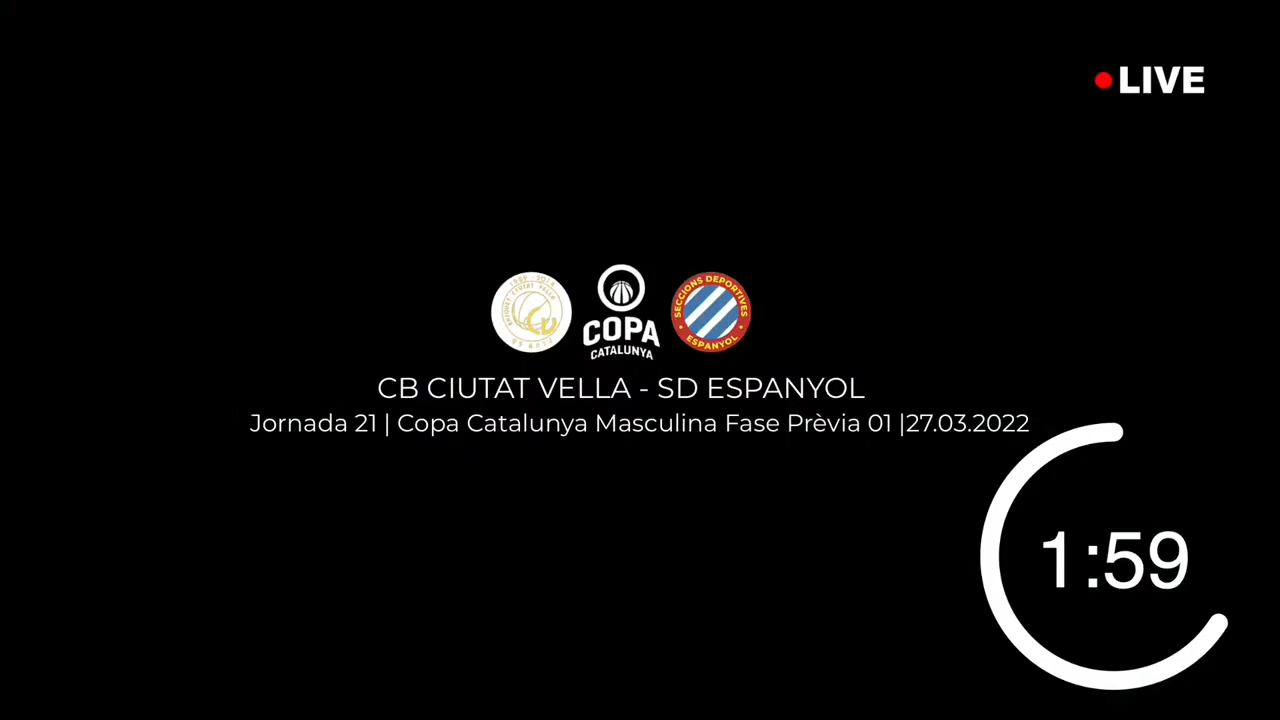 LIVE
COPA
CATALUNYA
SECCIONS DEPORTIVES
ESPANYOL
CB CIUTAT VELLA - SD ESPANYOL
Jornada 21 | Copa Catalunya Masculina Fase Prèvia 01 |27.03.2022
1:59